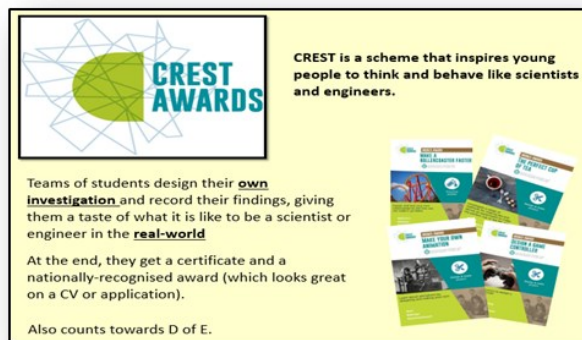 CREST
AWARDS
CREST is a scheme that inspires young
people to think and behave like scientists
and engineers.
Teams of students design their own
investigation and record their findings, giving
them a taste of what it is like to be a scientist or
engineer in the real-world
At the end, they get a certificate and a
nationally-recognised award (which looks great
on a CV or application).
Also counts towards D of E.
MAKE A
ROLLERCOASTER FASTER
THE PERFECT CUP
OF TEA
MAKE YOUR OWN
ANIMATION
DESIGN A GAME
CONTROLLER